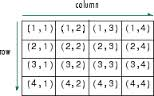 column
row
(1,1) (1,2) (1,3) (1,4)
(2,1) (2,2) (2,3) (2,4)
(3,1) (3,2) (3,3) (3,4)
(4,1) (4,2) (4,3) (4,4)